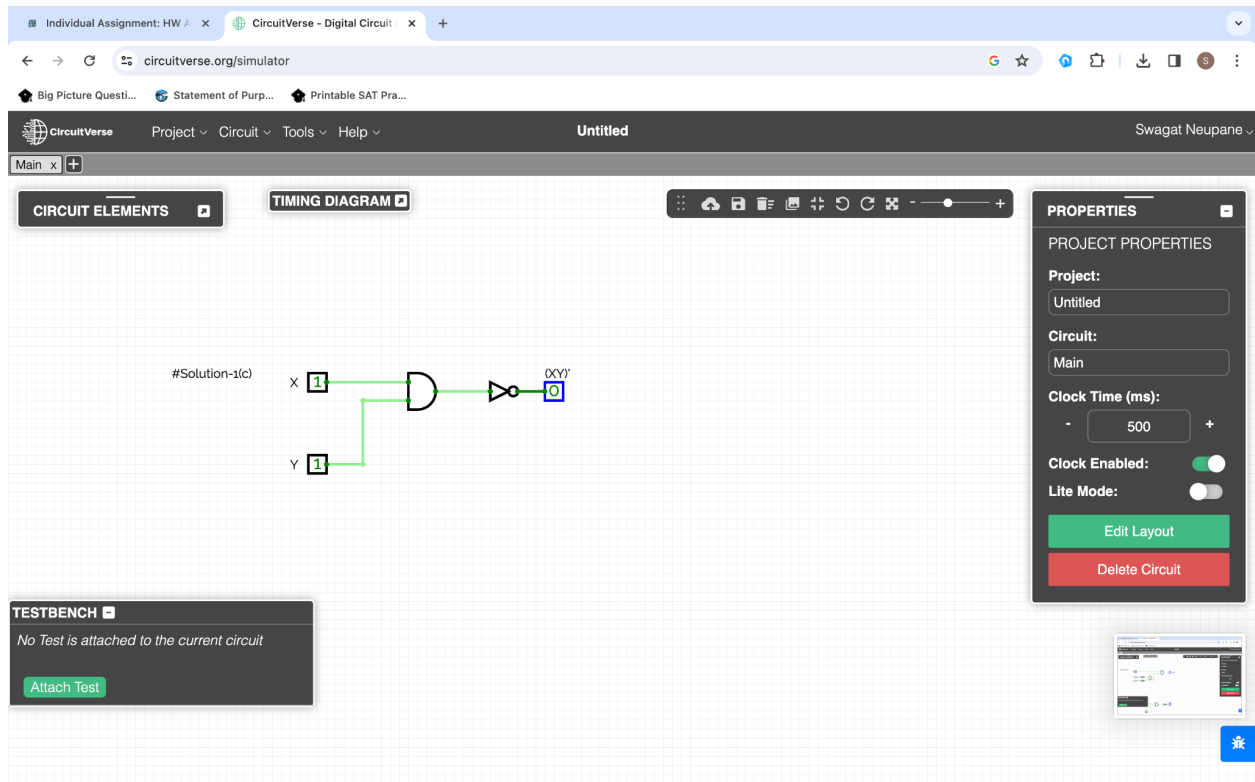 Individual Assignment: HW A
CircuitVerse - Digital Circuit S
circuitverse.org/simulator
Big Picture Questi...
Statement of Purp...
Printable SAT Pra...
CircuitVerse
Project
Circuit
Tools
Help
Untitled
Swagat Neupane
Main x +
CIRCUIT ELEMENTS
TIMING DIAGRAM
- +
PROPERTIES
PROJECT PROPERTIES
Project:
Untitled
Circuit:
Main
Clock Time (ms):
- 500 +
Clock Enabled:
Lite Mode:
Edit Layout
Delete Circuit
#Solution-1(c)
X 1
(XY)'
0
Y 1
TESTBENCH
No Test is attached to the current circuit
Attach Test